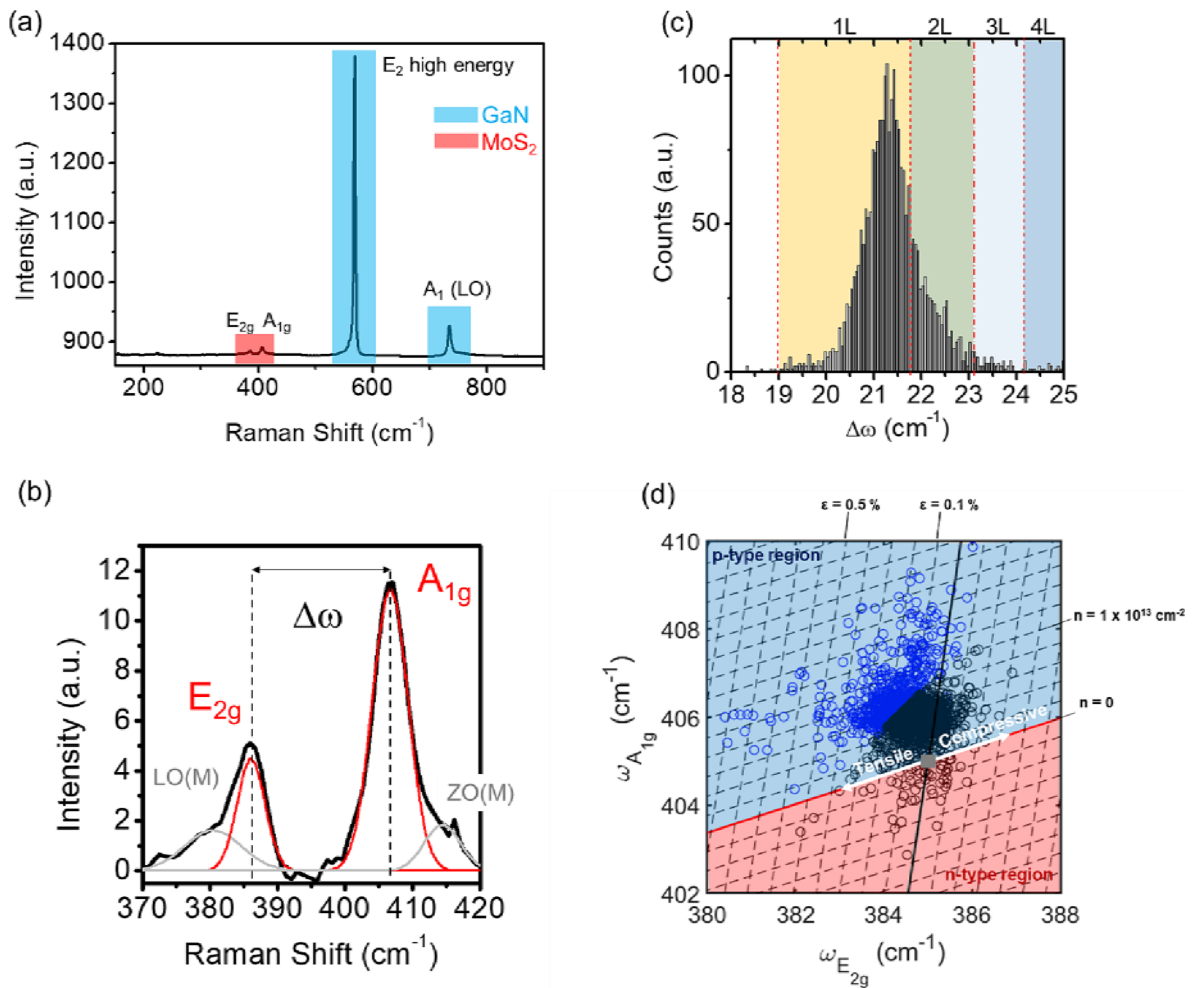 (a)
1400
1300
1200
1100
1000
900
Intensity (a.u.)
E2 high energy
GaN
MoS2
E2g A1g
A1 (LO)
200 400 600 800
Raman Shift (cm-1)
(c)
1L 2L 3L 4L
100
50
0
Counts (a.u.)
18 19 20 21 22 23 24 25
Δω (cm-1)
(b)
12
10
8
6
4
2
0
Intensity (a.u.)
A1g
Δω
E2g
LO(M)
ZO(M)
370 380 390 400 410 420
Raman Shift (cm-1)
(d)
ε = 0.5 % ε = 0.1 %
410
408
406
404
402
ωA1g (cm-1)
p-type region
n = 1 x 1013 cm-2
n = 0
Tensile Compressive
n-type region
380 382 384 386 388
ωE2g (cm-1)